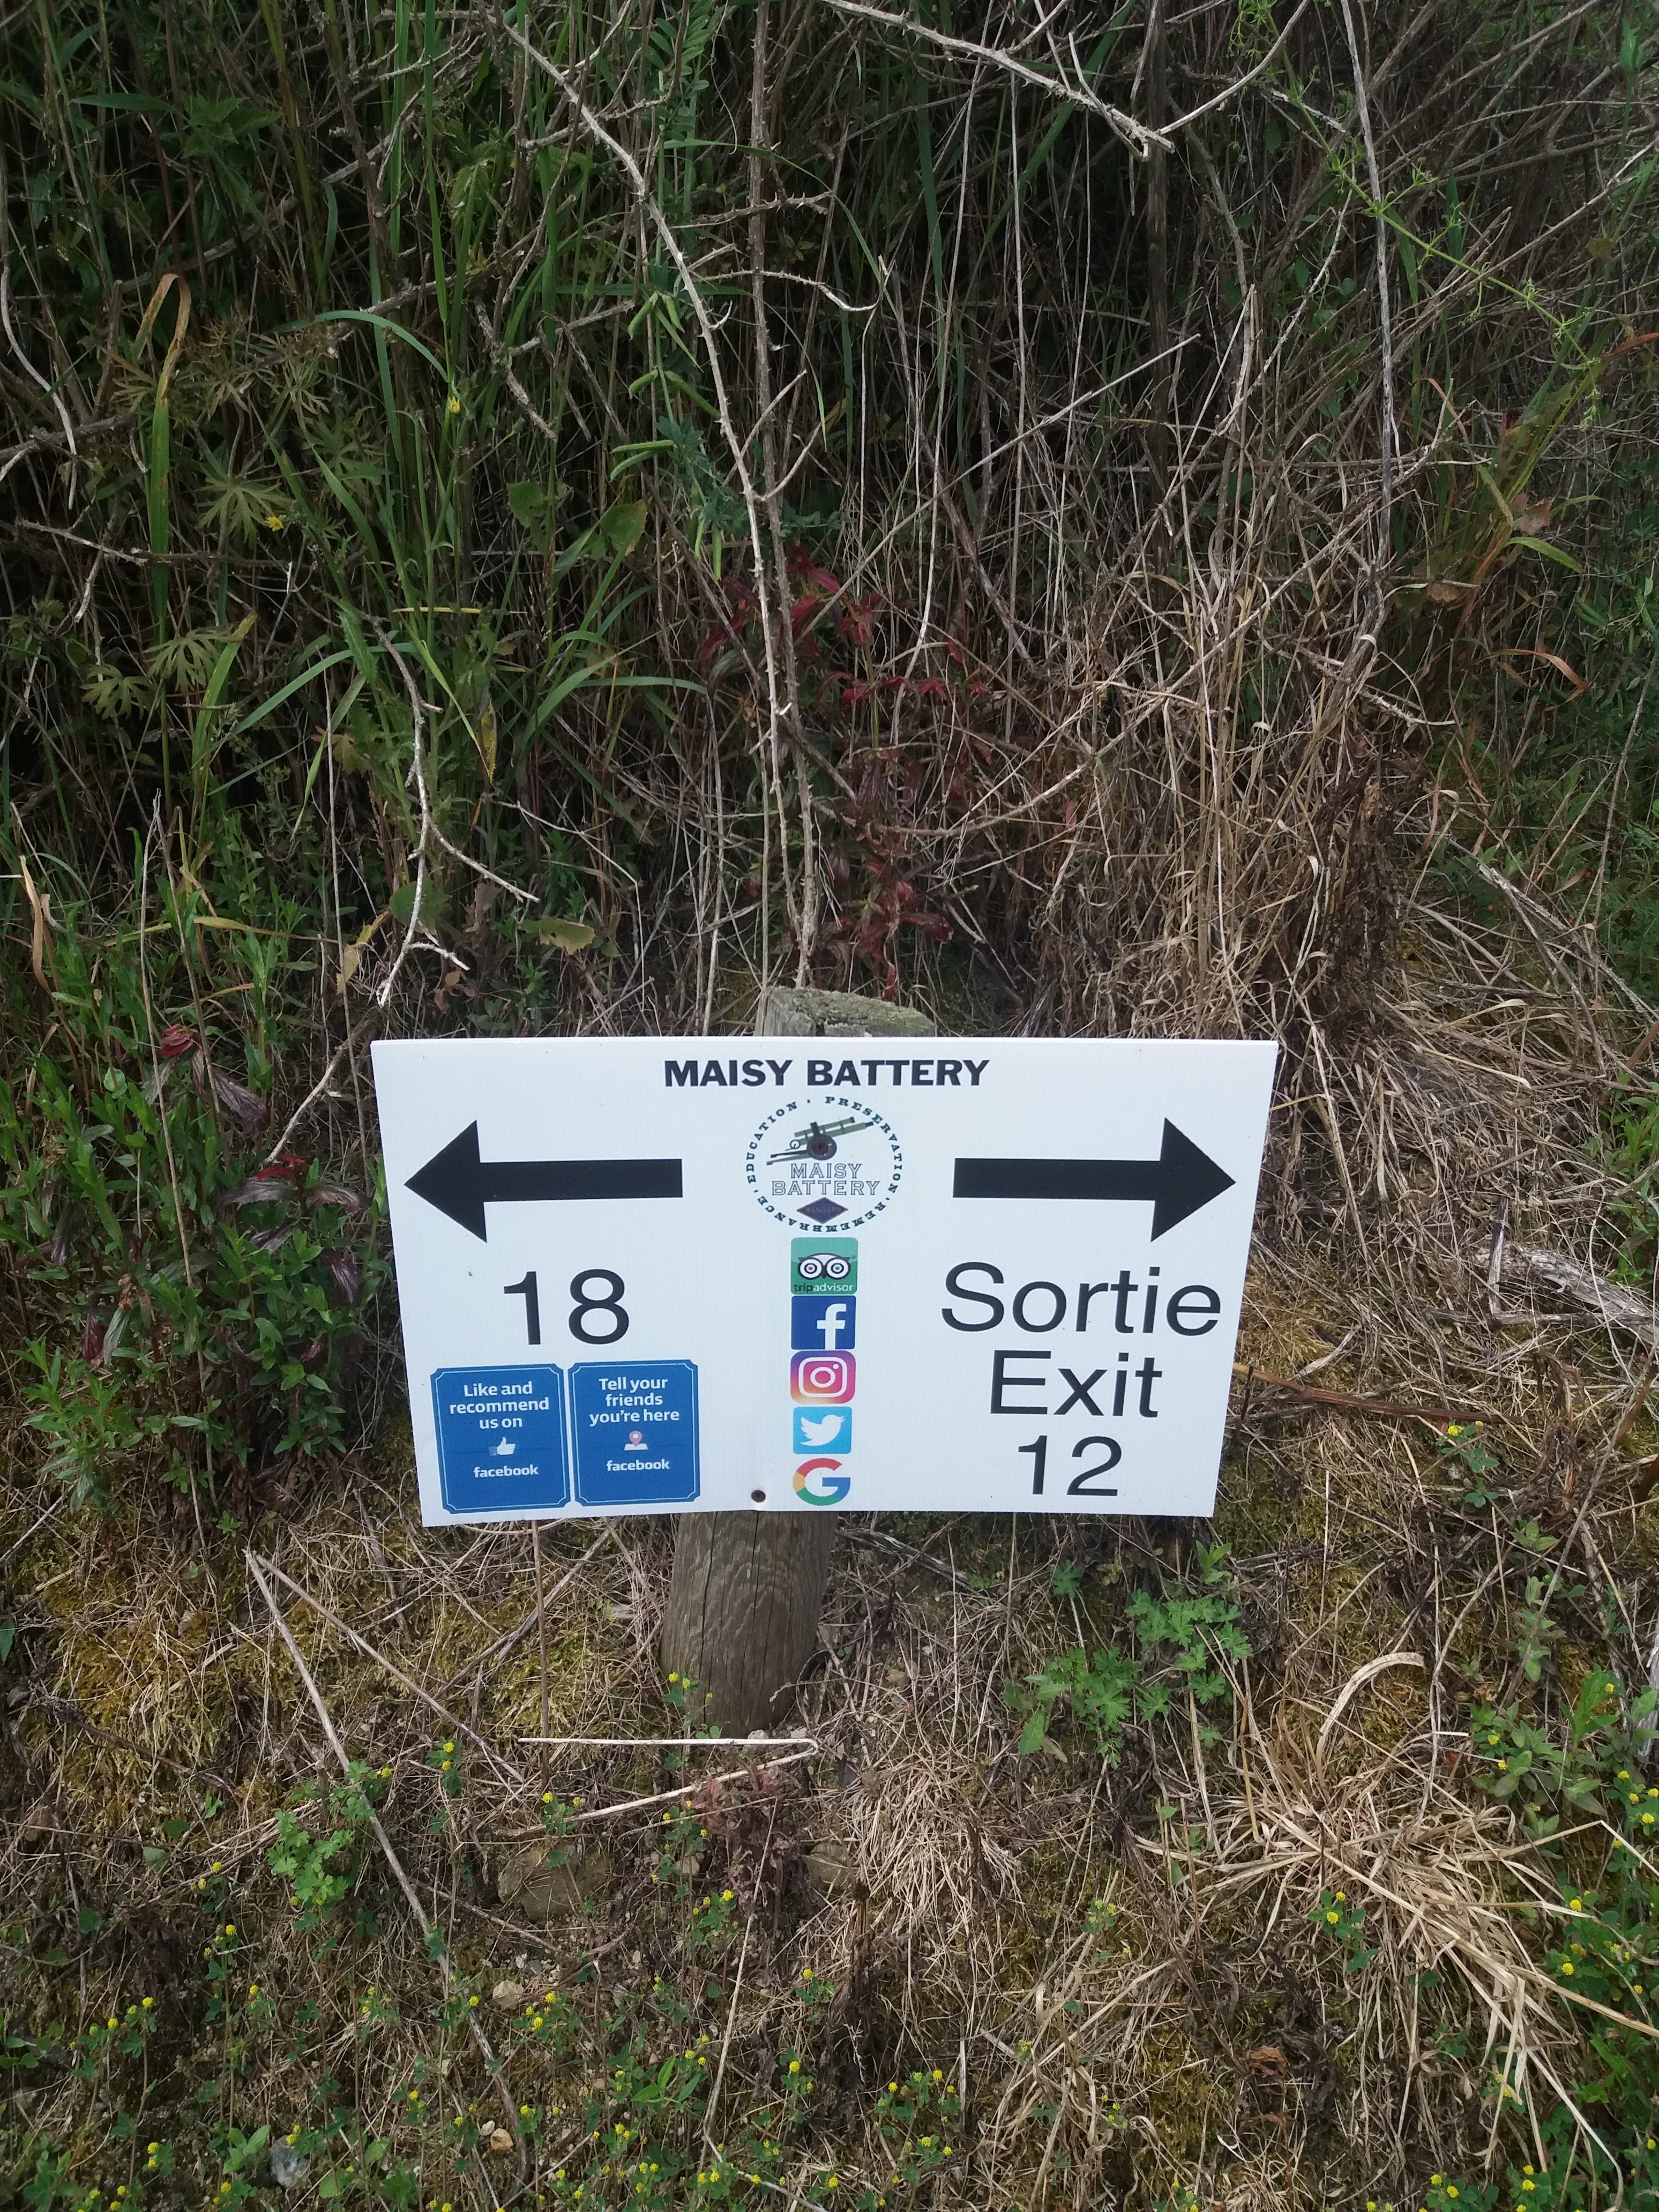 MAISY BATTERY
EDUCATION · PRESERVATION · REMEMBRANCE ·
MAISY
BATTERY
tripadvisor
18
Like and
recommend
us on
facebook
Tell your
friends
you're here
facebook
Sortie
Exit
12